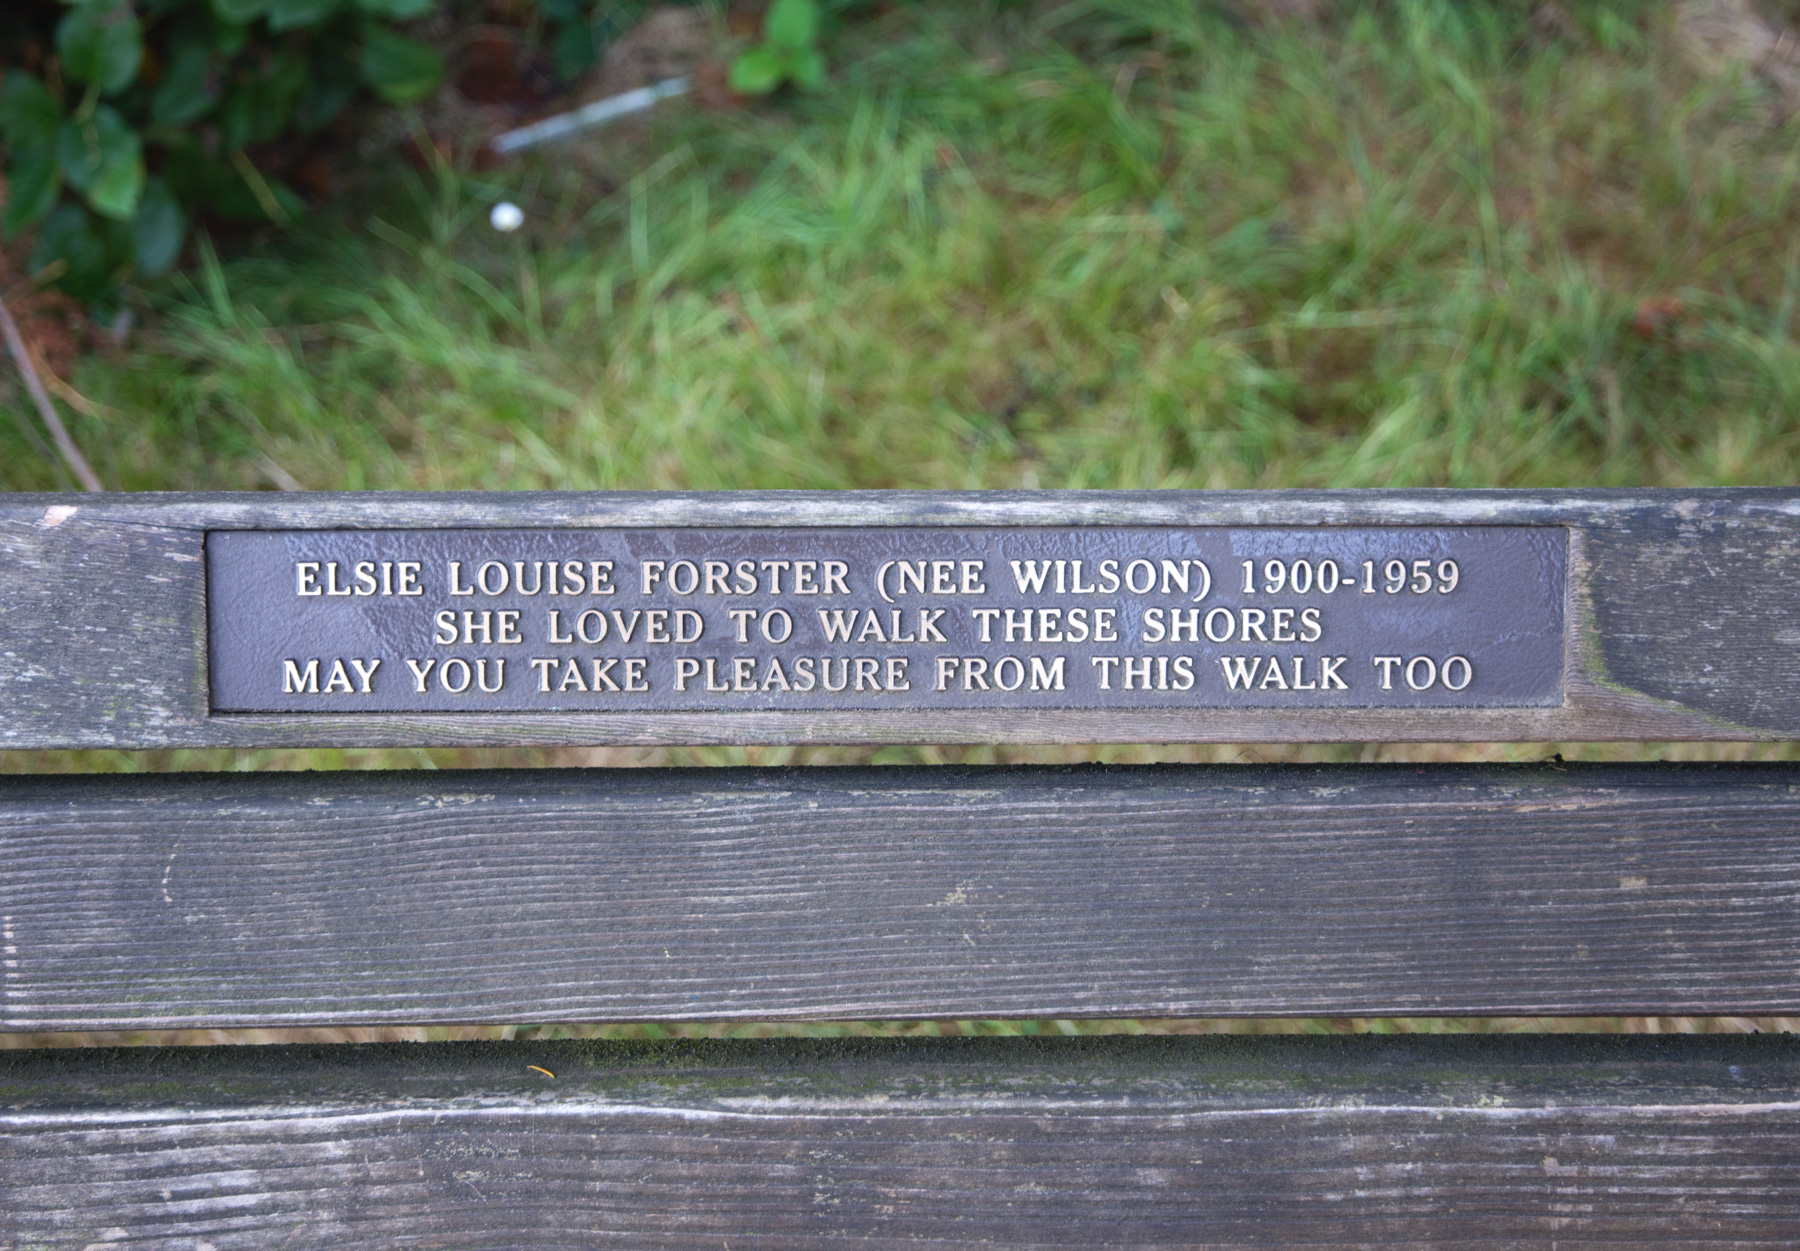 ELSIE LOUISE FORSTER (NEE WILSON) 1900-1959
SHE LOVED TO WALK THESE SHORES
MAY YOU TAKE PLEASURE FROM THIS WALK TOO